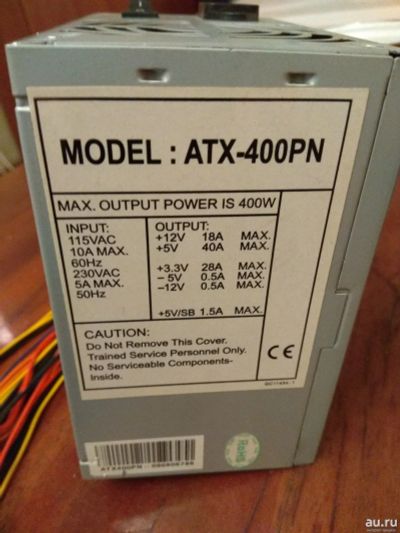 MODEL : ATX-400PN
MAX. OUTPUT POWER IS 400W
INPUT:
115VAC
10A MAX.
60Hz
230VAC
5A MAX.
50Hz
OUTPUT:
+12V 18A MAX.
+5V 40A MAX.
+3.3V 28A MAX.
- 5V 0.5A MAX.
-12V 0.5A MAX.
+5V/SB 1.5A MAX.
CAUTION:
Do Not Remove This Cover.
Trained Service Personnel Only.
No Serviceable Components-
Inside.
CE
RoHS
au.ru